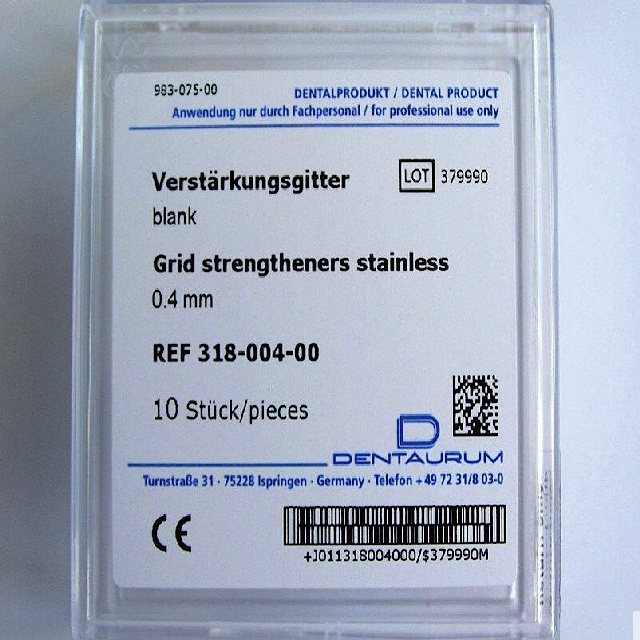 983-075-00
DENTALPRODUKT / DENTAL PRODUCT
Anwendung nur durch Fachpersonal / for professional use only
Verstärkungsgitter
LOT 379990
blank
Grid strengtheners stainless
0.4 mm
REF 318-004-00
10 Stück/pieces
D
DENTAURUM
Turnstraße 31 · 75228 Ispringen · Germany · Telefon +49 72 31/8 03-0
CE
+J011318004000/$379990M